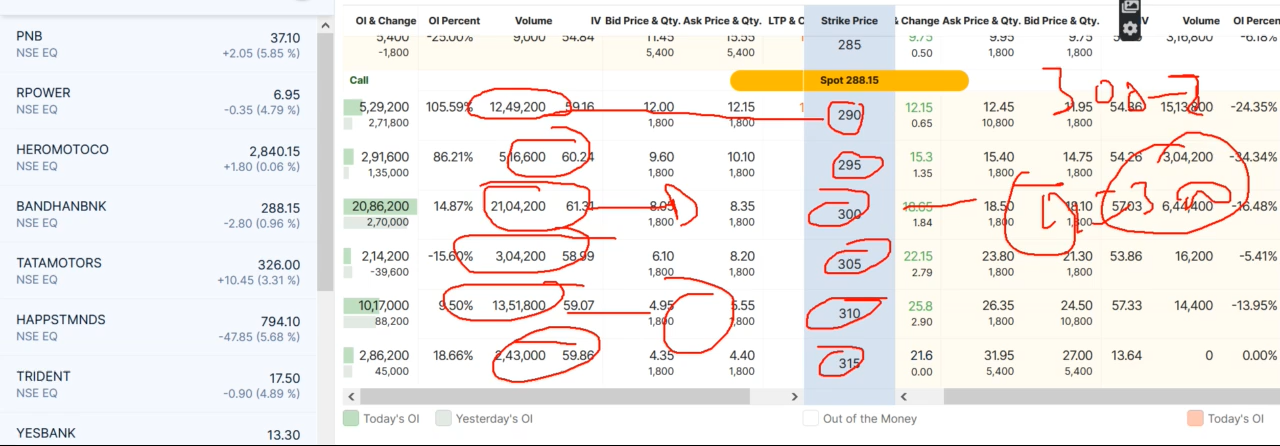 PNB 37.10
NSE EQ +2.05 (5.85 %)
RPOWER 6.95
NSE EQ -0.35 (4.79 %)
HEROMOTOCO 2,840.15
NSE EQ +1.80 (0.06 %)
BANDHANBNK 288.15
NSE EQ -2.80 (0.96 %)
TATAMOTORS 326.00
NSE EQ +10.45 (3.31 %)
HAPPSTMNDS 794.10
NSE EQ -47.85 (5.68 %)
TRIDENT 17.50
NSE EQ -0.90 (4.89 %)
YESBANK 13.30
OI & Change OI Percent Volume IV Bid Price & Qty. Ask Price & Qty. LTP & C Strike Price & Change Ask Price & Qty. Bid Price & Qty. V Volume OI Percent
5,400 -25.00% 9,000 54.84 11.45 15.55 285 9.75 9.95 9.75 3,16,800 -6.18%
-1,800 5,400 5,400 0.50 1,800 1,800
Call Spot 288.15
5,29,200 105.59% 12,49,200 59.16 12.00 12.15 1 290 12.15 12.45 11.95 54.86 15,13,800 -24.35%
2,71,800 1,800 1,800 0.65 10,800 1,800
300
2,91,600 86.21% 5,16,600 60.24 9.60 10.10 295 15.3 15.40 14.75 54.26 3,04,200 -34.34%
1,35,000 1,800 1,800 1.35 1,800 1,800
20,86,200 14.87% 21,04,200 61.31 8.05 8.35 300 18.65 18.50 18.10 57.03 6,44,400 -16.48%
2,70,000 1,800 1,800 1.84 1,800 1,800
2,14,200 -15.60% 3,04,200 58.99 6.10 8.20 305 22.15 23.80 21.30 53.86 16,200 -5.41%
-39,600 1,800 1,800 2.79 1,800 1,800
10,17,000 9.50% 13,51,800 59.07 4.95 5.55 310 25.8 26.35 24.50 57.33 14,400 -13.95%
88,200 1,800 1,800 2.90 1,800 10,800
2,86,200 18.66% 2,43,000 59.86 4.35 4.40 315 21.6 31.95 27.00 13.64 0 0.00%
45,000 1,800 1,800 0.00 5,400 5,400
Today's OI Yesterday's OI Out of the Money Today's OI